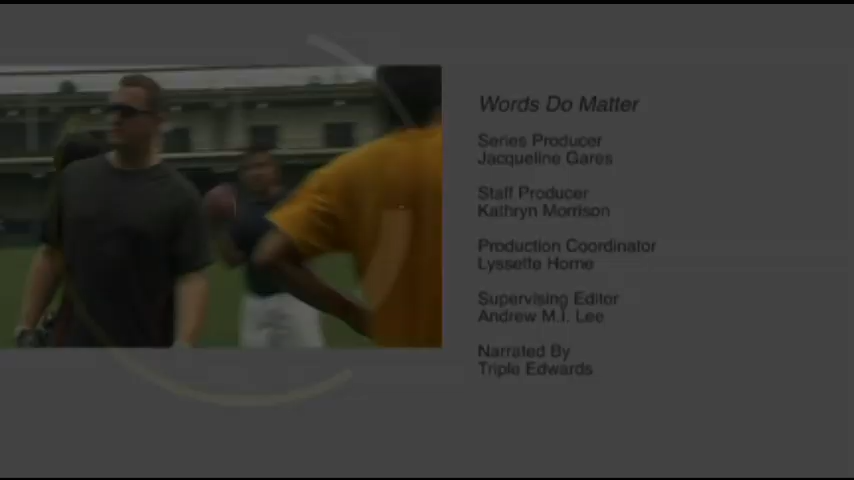 Words Do Matter
Series Producer
Jacqueline Gares
Staff Producer
Kathryn Morrison
Production Coordinator
Lyssette Horne
Supervising Editor
Andrew M.I. Lee
Narrated By
Triple Edwards